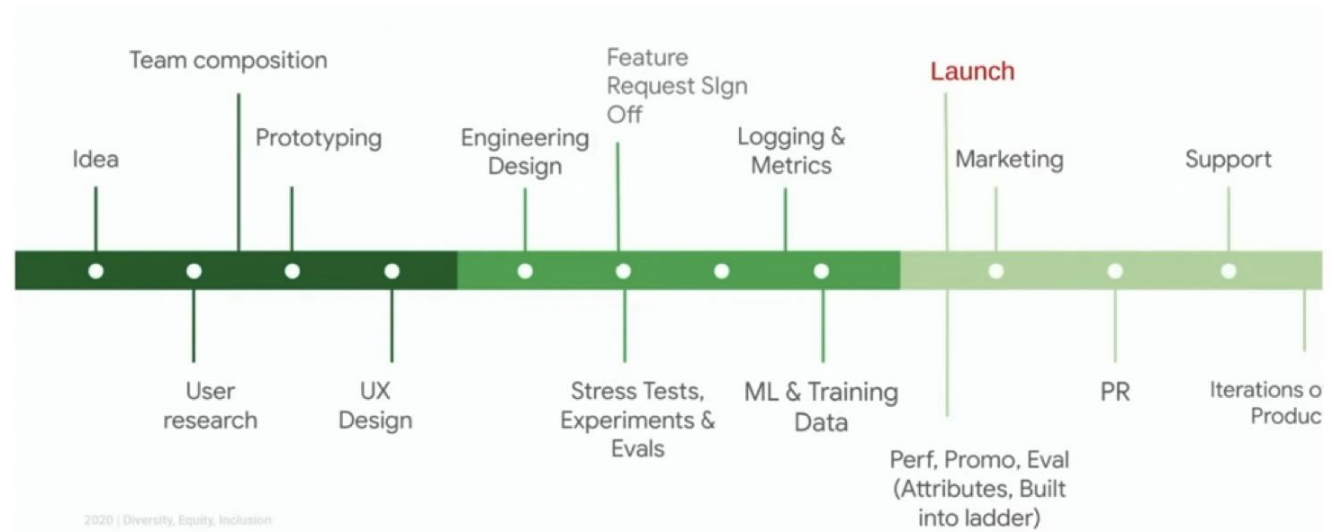 Team composition
Feature
Request SIgn
Off
Launch
Idea
Prototyping
Engineering
Design
Logging &
Metrics
Marketing
Support
User
research
UX
Design
Stress Tests,
Experiments &
Evals
ML & Training
Data
Perf, Promo, Eval
(Attributes, Built
into ladder)
PR
Iterations o
Produc
2020 | Diversity, Equity, Inclusion